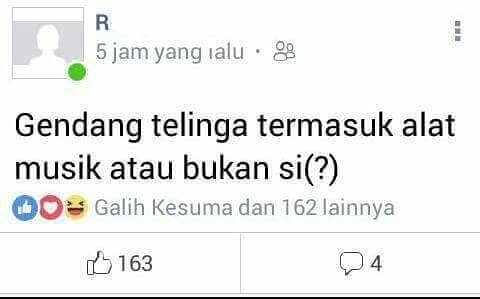 R
5 jam yang lalu
Gendang telinga termasuk alat
musik atau bukan si(?)
Galih Kesuma dan 162 lainnya
163
4